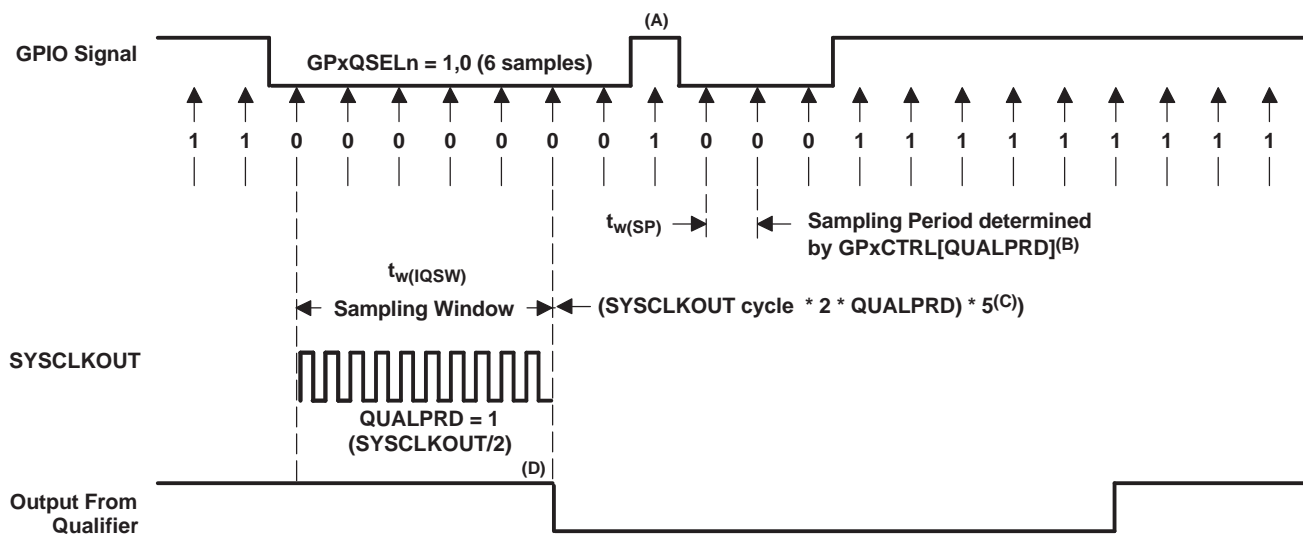 (A)
GPIO Signal
GPxQSELn = 1,0 (6 samples)
1 1 0 0 0 0 0 0 0 1 0 0 0 1 1 1 1 1 1 1 1 1
tw(SP)
Sampling Period determined
by GPxCTRL[QUALPRD](B)
tw(IQSW)
Sampling Window
(SYSCLKOUT cycle * 2 * QUALPRD) * 5(C))
SYSCLKOUT
QUALPRD = 1
(SYSCLKOUT/2)
(D)
Output From
Qualifier